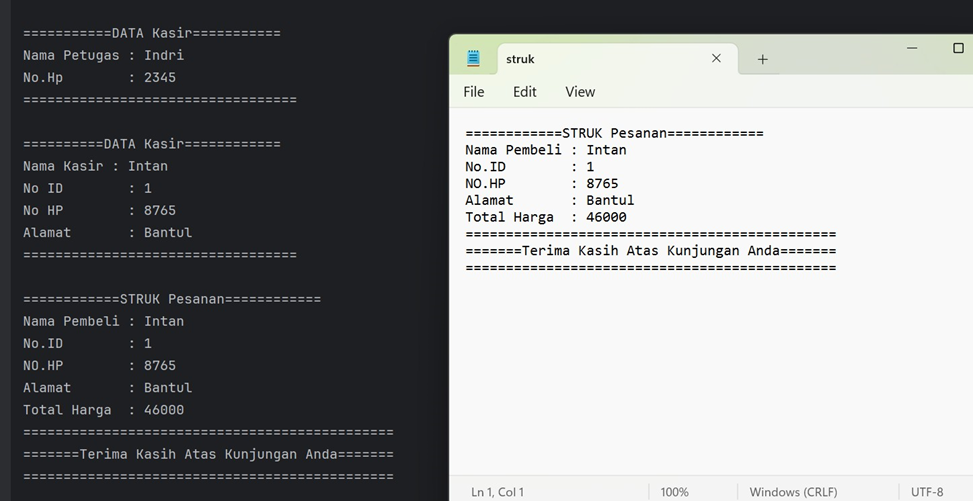 ===========DATA Kasir===========
Nama Petugas : Indri
No.Hp        : 2345
==================================
==========DATA Kasir============
Nama Kasir : Intan
No ID        : 1
No HP        : 8765
Alamat       : Bantul
==================================
============STRUK Pesanan============
Nama Pembeli : Intan
No.ID        : 1
NO.HP        : 8765
Alamat       : Bantul
Total Harga  : 46000
==============================================
=======Terima Kasih Atas Kunjungan Anda=======
==============================================
struk
File Edit View
============STRUK Pesanan============
Nama Pembeli : Intan
No.ID        : 1
NO.HP        : 8765
Alamat       : Bantul
Total Harga  : 46000
==============================================
=======Terima Kasih Atas Kunjungan Anda=======
==============================================
Ln 1, Col 1 100% Windows (CRLF) UTF-8